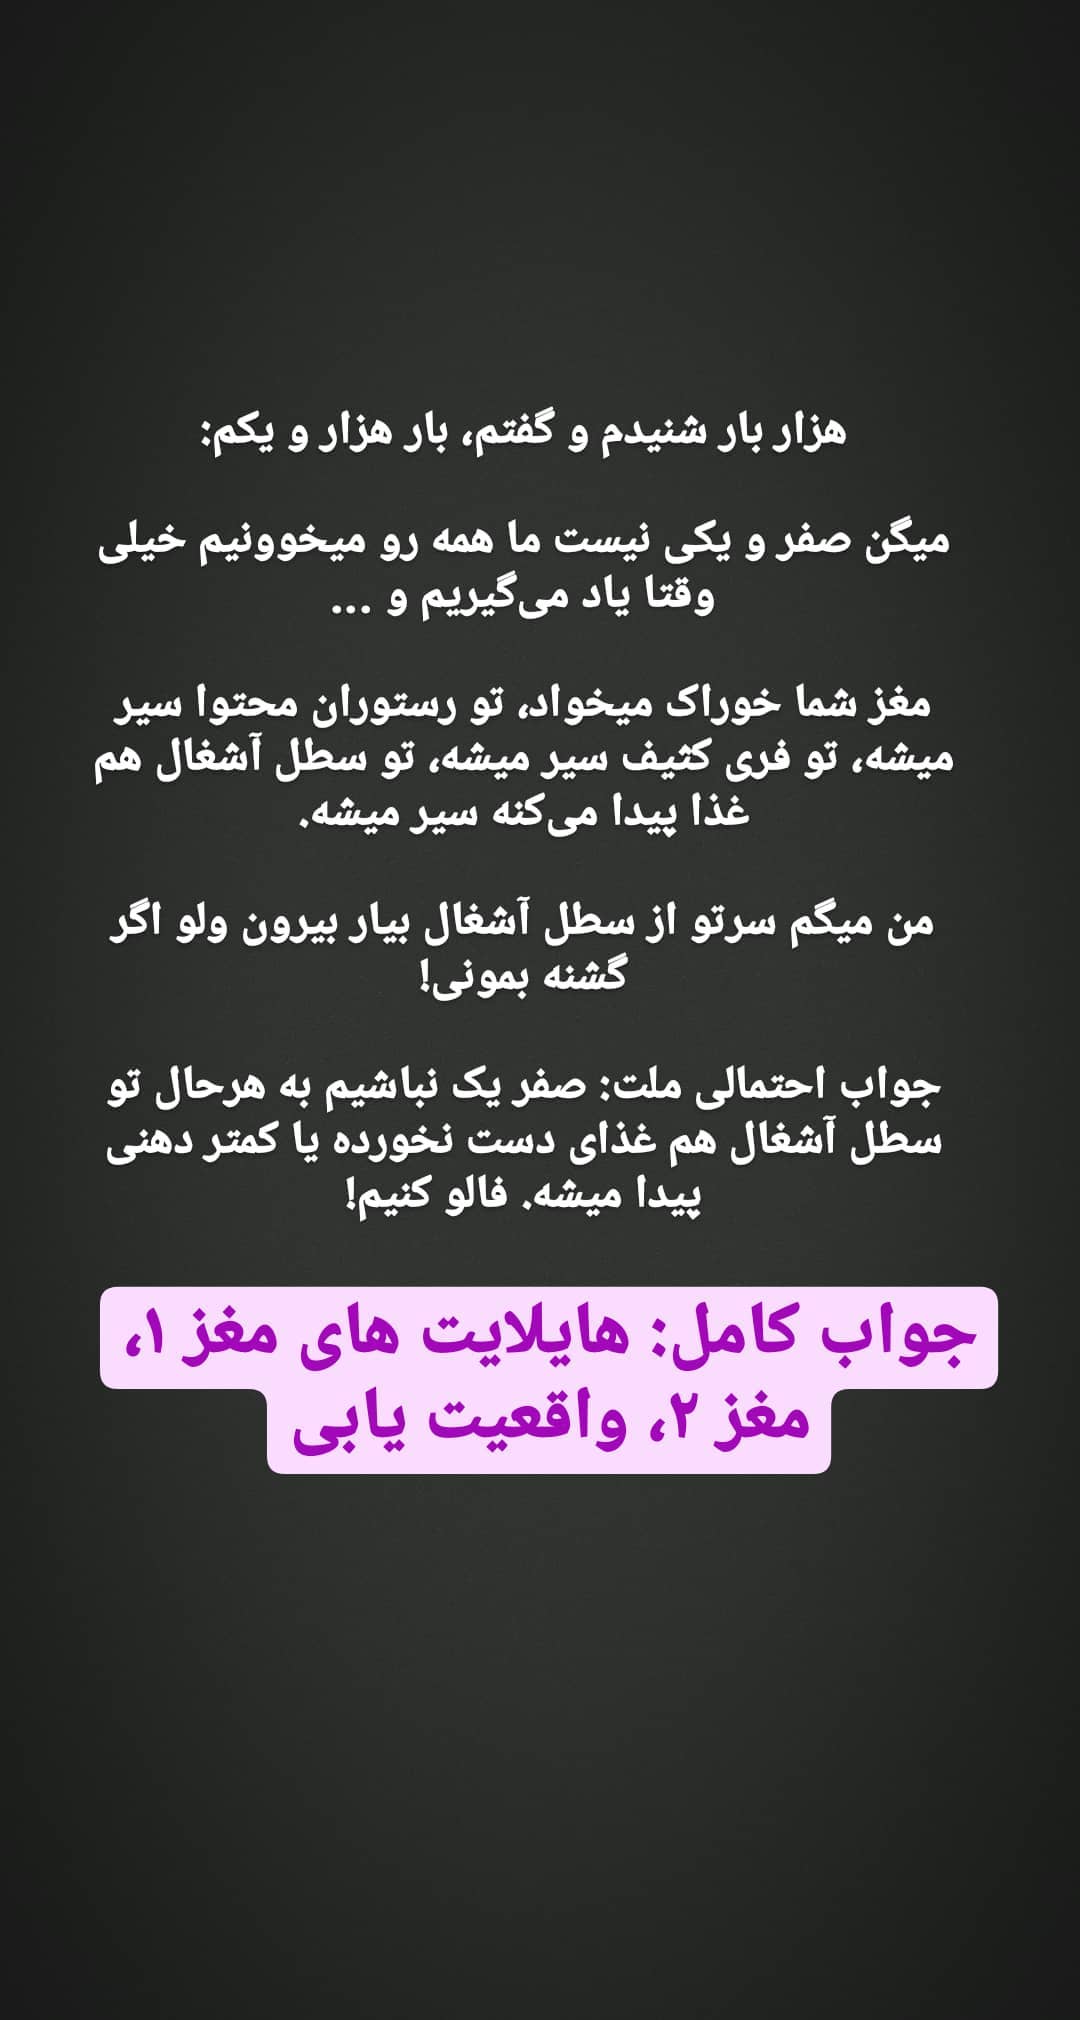 هزار بار شنیدم و گفتم، بار هزار و یکم:
میگن صفر و یکی نیست ما همه رو میخوونیم خیلی
وقتا یاد می‌گیریم و ...
مغز شما خوراک میخواد، تو رستوران محتوا سیر
میشه، تو فری کثیف سیر میشه، تو سطل آشغال هم
غذا پیدا می‌کنه سیر میشه.
من میگم سرتو از سطل آشغال بیار بیرون ولو اگر
گشنه بمونی!
جواب احتمالی ملت: صفر یک نباشیم به هرحال تو
سطل آشغال هم غذای دست نخورده یا کمتر دهنی
پیدا میشه. فالو کنیم!
جواب کامل: هایلایت های مغز ۱،
مغز ۲، واقعیت یابی